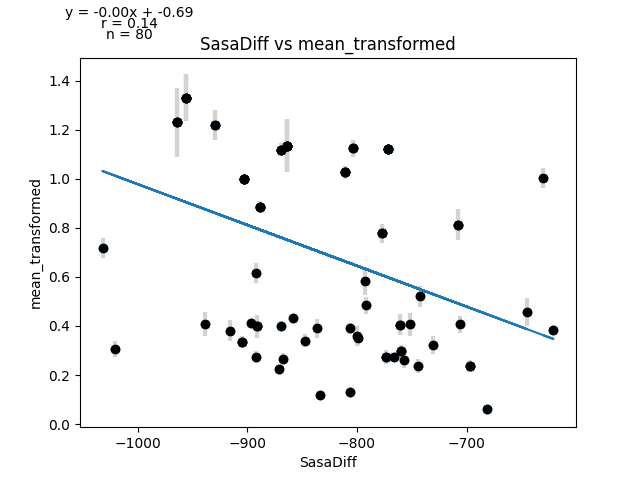 y = -0.00x + -0.69
r = 0.14
n = 80
SasaDiff vs mean_transformed
mean_transformed
1.4
1.2
1.0
0.8
0.6
0.4
0.2
0.0
−1000
−900
−800
−700
SasaDiff